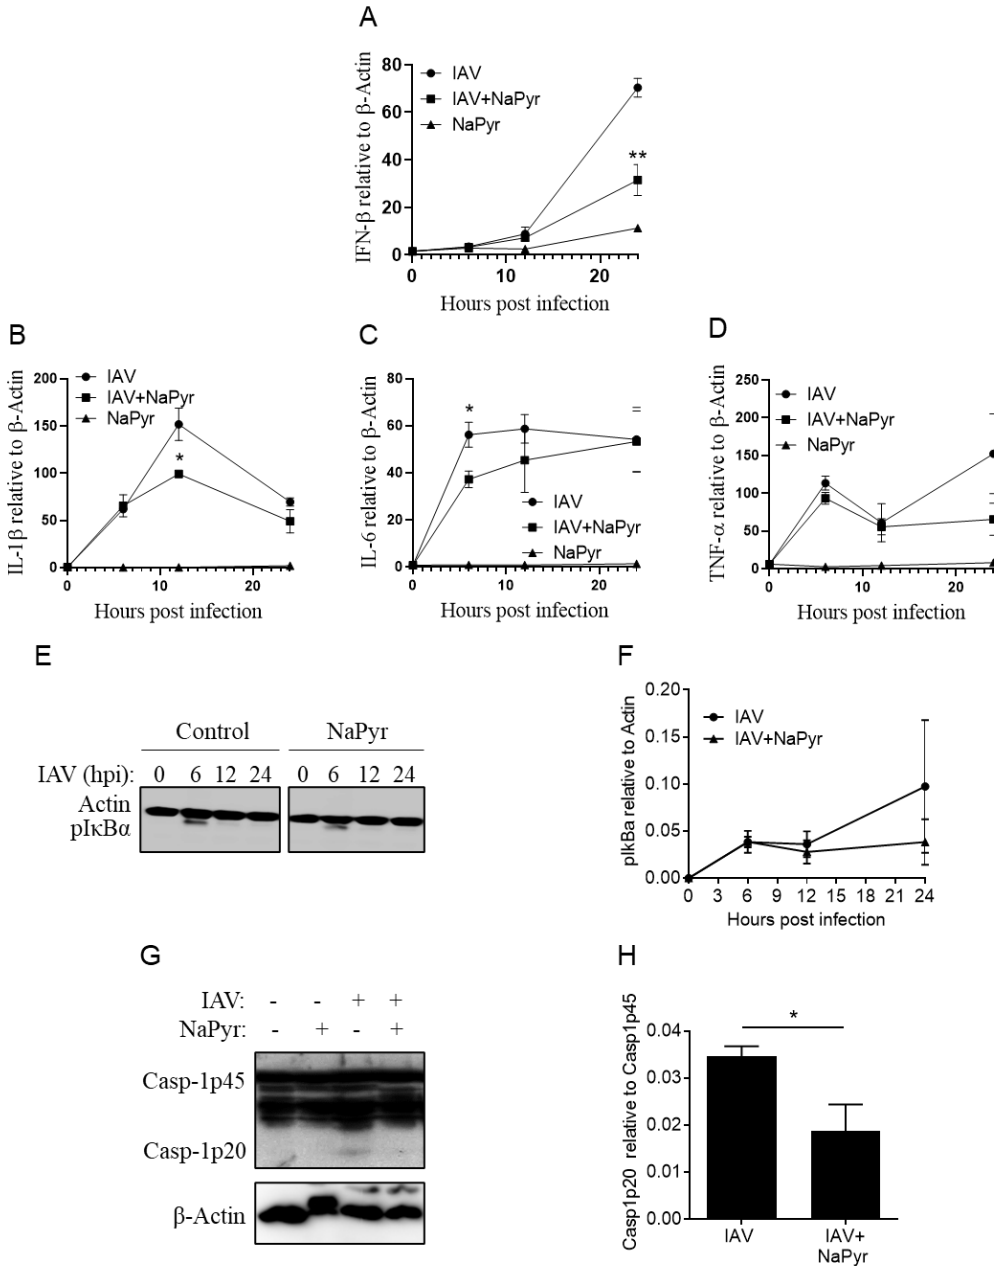 A
IFN-β relative to β-Actin
80
60
40
20
0
IAV
IAV+NaPyr
NaPyr
**
0 10 20
Hours post infection
B
IL-1β relative to β-Actin
200
150
100
50
0
IAV
IAV+NaPyr
NaPyr
*
0 10 20
Hours post infection
C
IL-6 relative to β-Actin
80
60
40
20
0
*
IAV
IAV+NaPyr
NaPyr
0 10 20
Hours post infection
D
TNF-α relative to β-Actin
250
200
150
100
50
0
IAV
IAV+NaPyr
NaPyr
0 10 20
Hours post infection
E
Control NaPyr
IAV (hpi): 0 6 12 24 0 6 12 24
Actin
pIκBα
F
pIkBa relative to Actin
0.20
0.15
0.10
0.05
0.00
IAV
IAV+NaPyr
0 3 6 9 12 15 18 21 24
Hours post infection
G
IAV: - - + +
NaPyr: - + - +
Casp-1p45
Casp-1p20
β-Actin
H
Casp1p20 relative to Casp1p45
0.04
0.03
0.02
0.01
0.00
*
IAV
IAV+
NaPyr